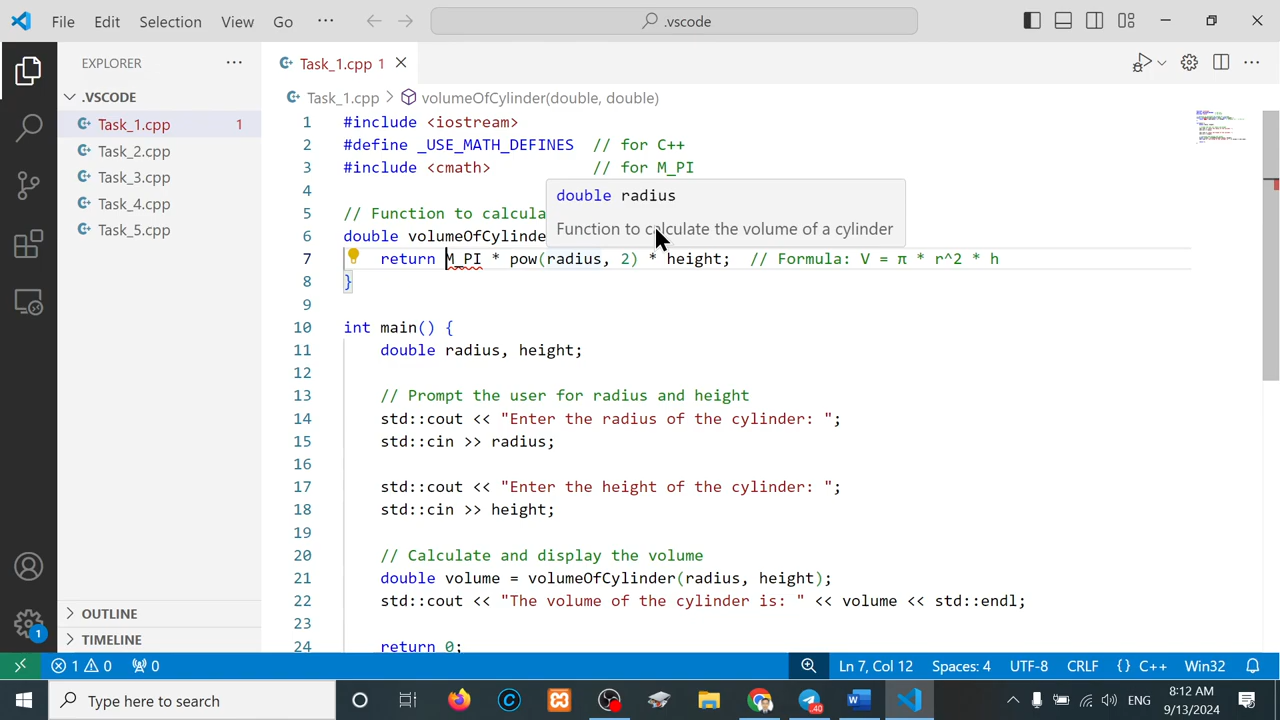 File Edit Selection View Go ··· .vscode
EXPLORER ···
Task_1.cpp 1
.VSCODE
Task_1.cpp 1
Task_2.cpp
Task_3.cpp
Task_4.cpp
Task_5.cpp
OUTLINE
TIMELINE
Task_1.cpp > volumeOfCylinder(double, double)
1 #include <iostream>
2 #define _USE_MATH_DEFINES // for C++
3 #include <cmath> // for M_PI
4
double radius
Function to calculate the volume of a cylinder
5 // Function to calcula
6 double volumeOfCylinde
7 return M_PI * pow(radius, 2) * height; // Formula: V = π * r^2 * h
8 }
9
10 int main() {
11 double radius, height;
12
13 // Prompt the user for radius and height
14 std::cout << "Enter the radius of the cylinder: ";
15 std::cin >> radius;
16
17 std::cout << "Enter the height of the cylinder: ";
18 std::cin >> height;
19
20 // Calculate and display the volume
21 double volume = volumeOfCylinder(radius, height);
22 std::cout << "The volume of the cylinder is: " << volume << std::endl;
23
24 return 0;
1
1 0 0 Ln 7, Col 12 Spaces: 4 UTF-8 CRLF {} C++ Win32
Type here to search
40
ENG
8:12 AM
9/13/2024